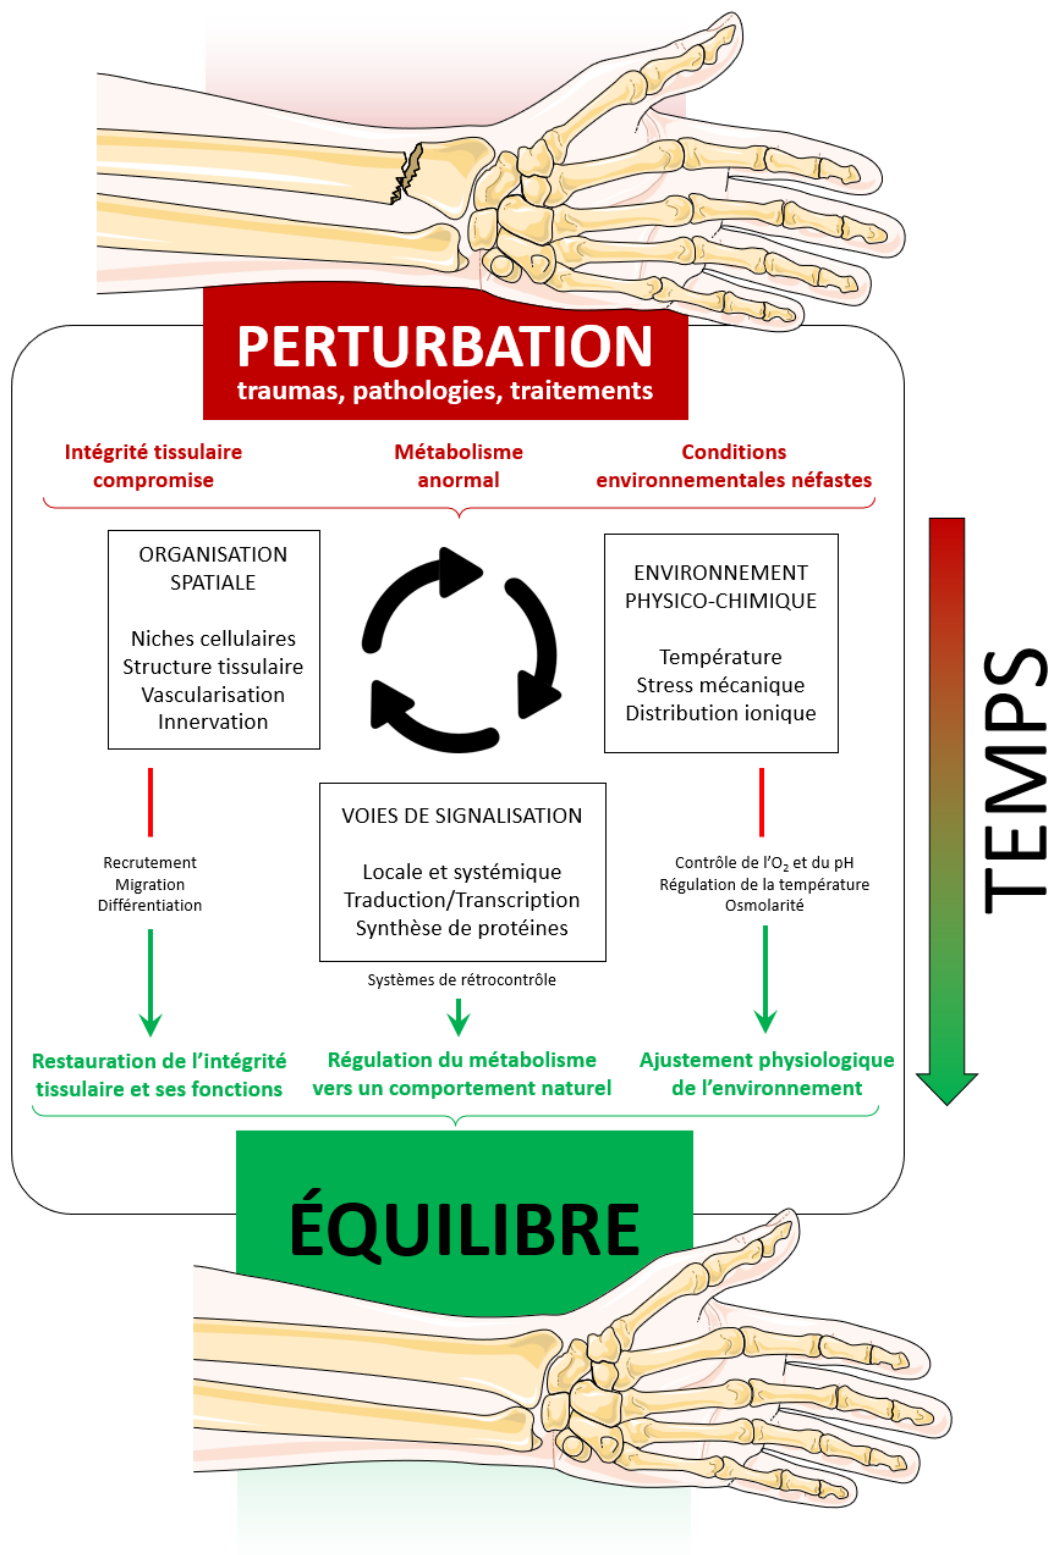 PERTURBATION
traumas, pathologies, traitements
Intégrité tissulaire
compromise
Métabolisme
anormal
Conditions
environnementales néfastes
ORGANISATION
SPATIALE
Niches cellulaires
Structure tissulaire
Vascularisation
Innervation
ENVIRONNEMENT
PHYSICO-CHIMIQUE
Température
Stress mécanique
Distribution ionique
VOIES DE SIGNALISATION
Locale et systémique
Traduction/Transcription
Synthèse de protéines
Recrutement
Migration
Différentiation
Systèmes de rétrocontrôle
Contrôle de l’O₂ et du pH
Régulation de la température
Osmolarité
Restauration de l’intégrité
tissulaire et ses fonctions
Régulation du métabolisme
vers un comportement naturel
Ajustement physiologique
de l’environnement
ÉQUILIBRE
TEMPS